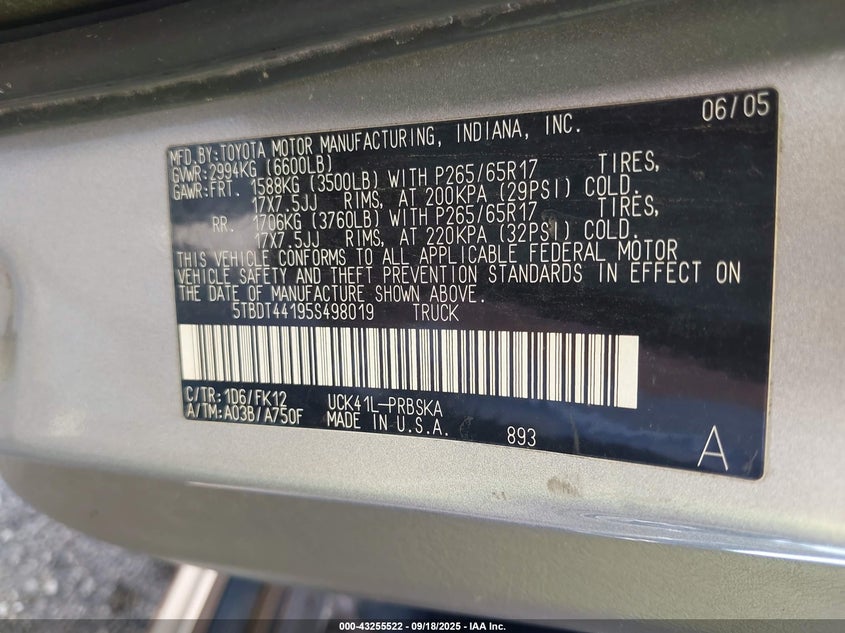 06/05
MFD.BY:TOYOTA MOTOR MANUFACTURING, INDIANA, INC.
GVWR:2994KG (6600LB)
GAWR:FRT. 1588KG (3500LB) WITH P265/65R17 TIRES,
17X7.5JJ RIMS, AT 200KPA (29PSI) COLD.
RR. 1706KG (3760LB) WITH P265/65R17 TIRES,
17X7.5JJ RIMS, AT 220KPA (32PSI) COLD.
THIS VEHICLE CONFORMS TO ALL APPLICABLE FEDERAL MOTOR
VEHICLE SAFETY AND THEFT PREVENTION STANDARDS IN EFFECT ON
THE DATE OF MANUFACTURE SHOWN ABOVE.
5TBDT44195S498019 TRUCK
C/TR:1D6/FK12 UCK41L-PRBSKA
A/TM:A03B/A750F MADE IN U.S.A. 893
A
000-43255522 - 09/18/2025 - IAA Inc.